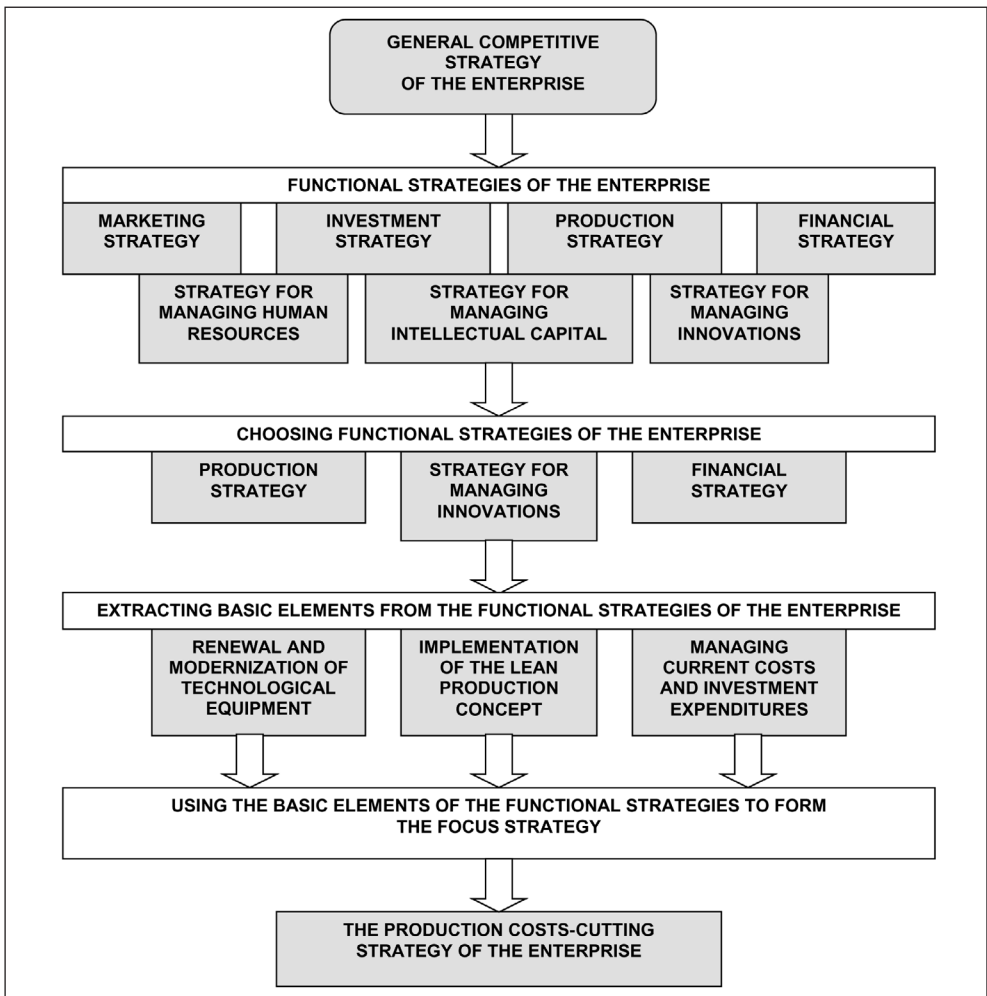 GENERAL COMPETITIVE
STRATEGY
OF THE ENTERPRISE
FUNCTIONAL STRATEGIES OF THE ENTERPRISE
MARKETING
STRATEGY
INVESTMENT
STRATEGY
PRODUCTION
STRATEGY
FINANCIAL
STRATEGY
STRATEGY FOR
MANAGING HUMAN
RESOURCES
STRATEGY FOR
MANAGING
INTELLECTUAL CAPITAL
STRATEGY FOR
MANAGING
INNOVATIONS
CHOOSING FUNCTIONAL STRATEGIES OF THE ENTERPRISE
PRODUCTION
STRATEGY
STRATEGY FOR
MANAGING
INNOVATIONS
FINANCIAL
STRATEGY
EXTRACTING BASIC ELEMENTS FROM THE FUNCTIONAL STRATEGIES OF THE ENTERPRISE
RENEWAL AND
MODERNIZATION OF
TECHNOLOGICAL
EQUIPMENT
IMPLEMENTATION
OF THE LEAN
PRODUCTION
CONCEPT
MANAGING
CURRENT COSTS
AND INVESTMENT
EXPENDITURES
USING THE BASIC ELEMENTS OF THE FUNCTIONAL STRATEGIES TO FORM
THE FOCUS STRATEGY
THE PRODUCTION COSTS-CUTTING
STRATEGY OF THE ENTERPRISE